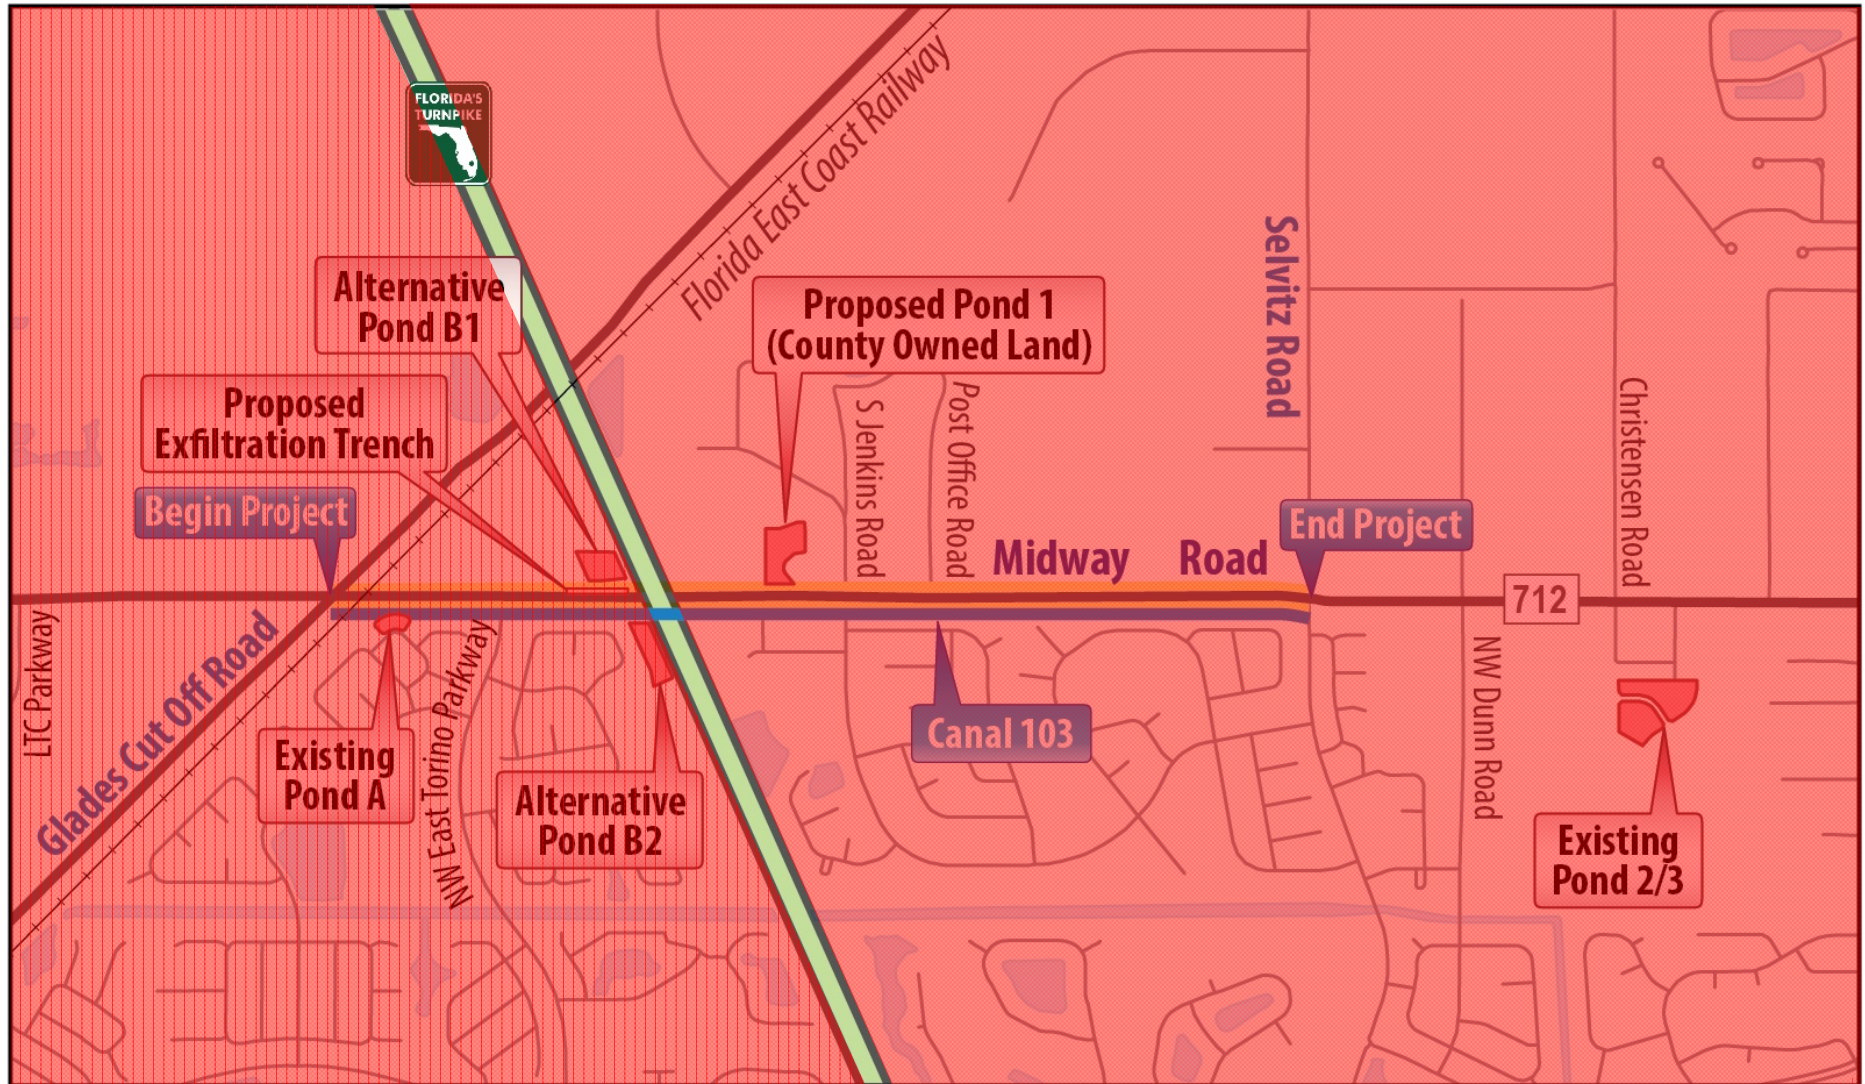 FLORIDA'S
TURNPIKE
Florida East Coast Railway
Alternative
Pond B1
Proposed Pond 1
(County Owned Land)
Selvitz Road
Proposed
Exfiltration Trench
S Jenkins Road
Post Office Road
Christensen Road
Begin Project
End Project
Midway Road
712
LTC Parkway
Glades Cut Off Road
NW East Torino Parkway
NW Dunn Road
Canal 103
Existing
Pond A
Alternative
Pond B2
Existing
Pond 2/3